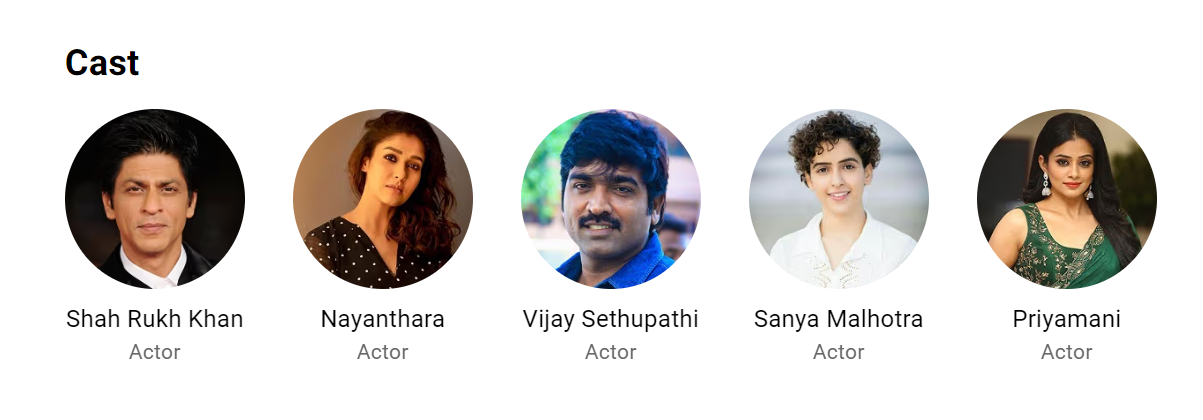 Cast
Shah Rukh Khan
Nayanthara
Vijay Sethupathi
Sanya Malhotra
Priyamani
Actor
Actor
Actor
Actor
Actor